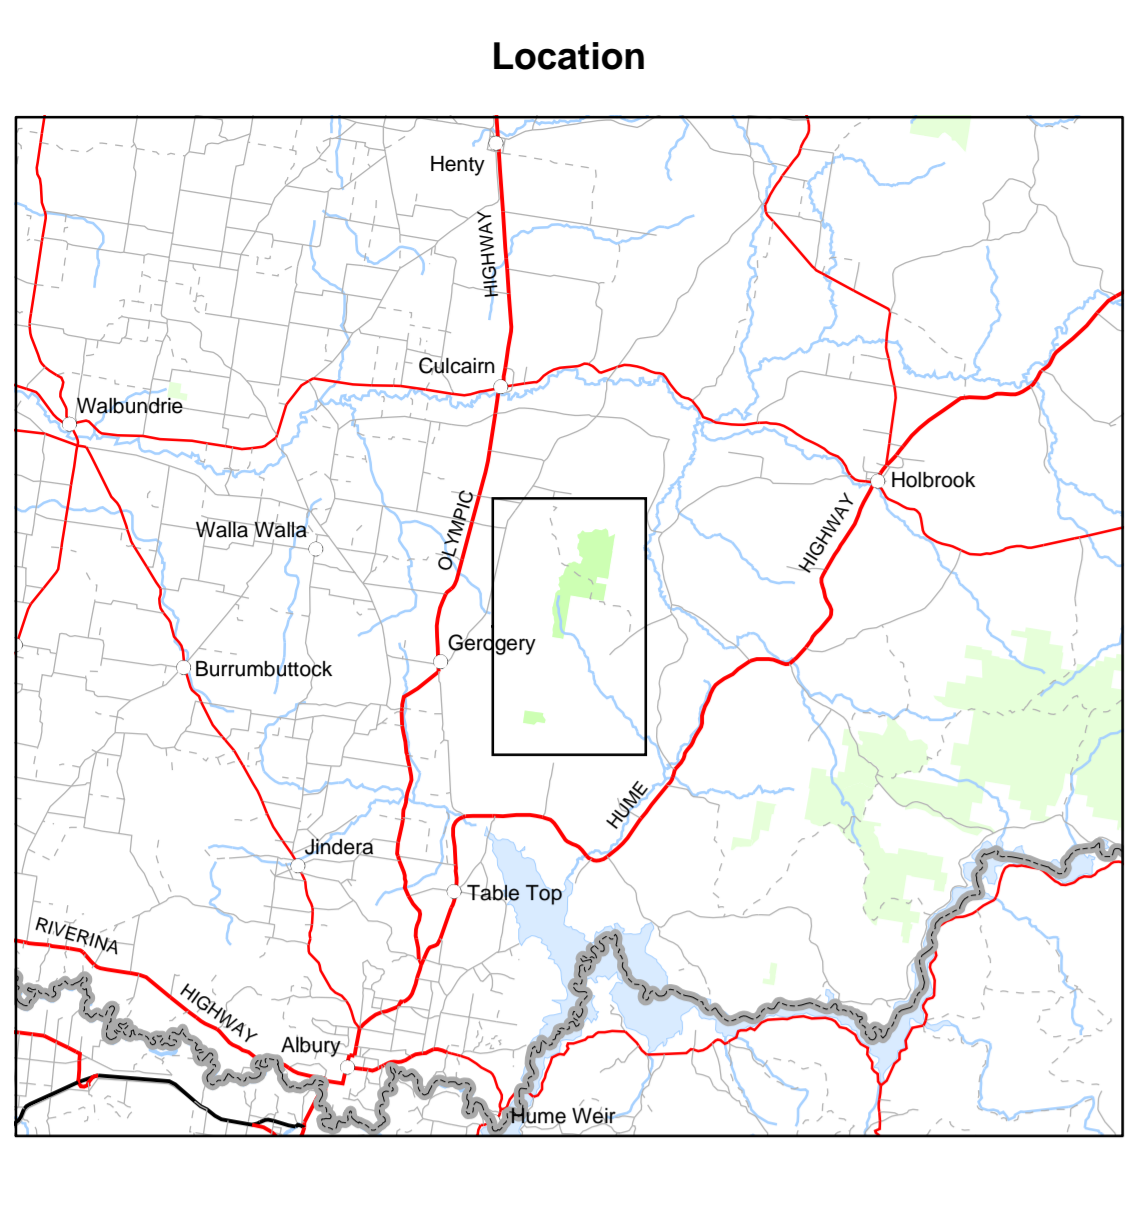 Location
Henty
HIGHWAY
Culcairn
Walbundrie
Holbrook
OLYMPIC
HIGHWAY
Walla Walla
Gerogery
Burrumbuttock
HUME
Jindera
Table Top
RIVERINA
HIGHWAY
Albury
Hume Weir